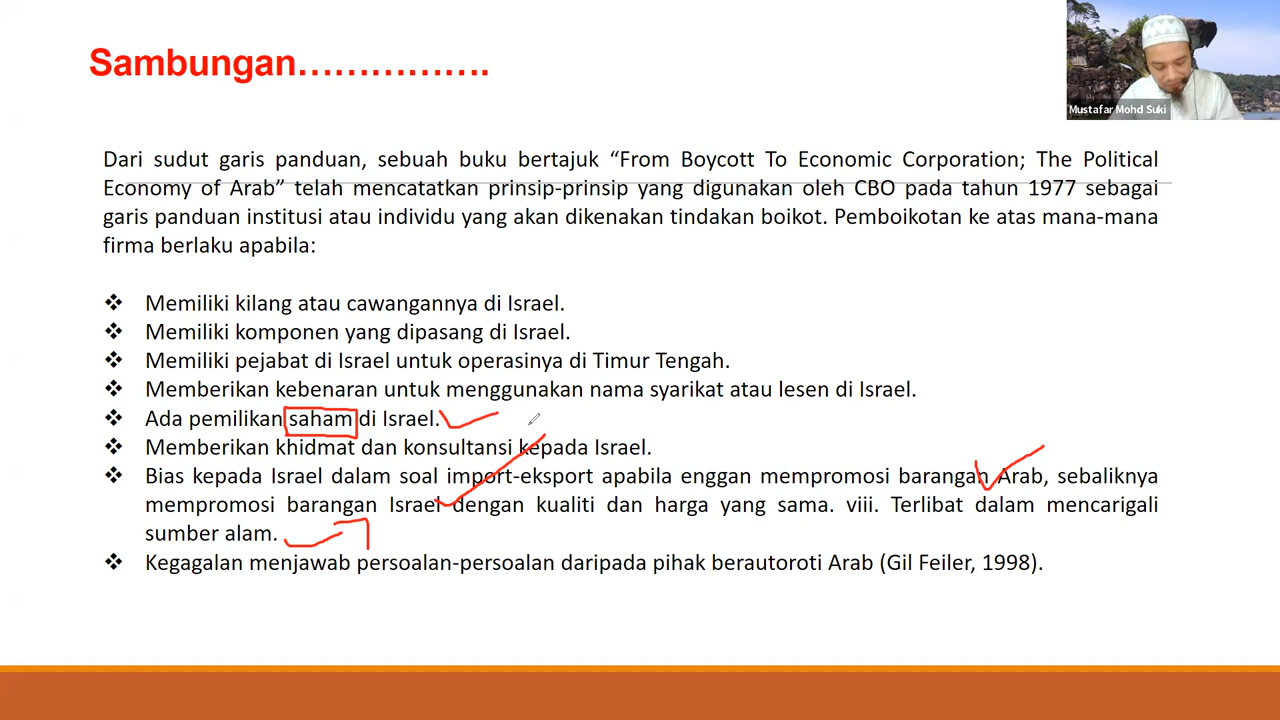 Sambungan…………….
Mustafar Mohd Suki
Dari sudut garis panduan, sebuah buku bertajuk “From Boycott To Economic Corporation; The Political
Economy of Arab” telah mencatatkan prinsip-prinsip yang digunakan oleh CBO pada tahun 1977 sebagai
garis panduan institusi atau individu yang akan dikenakan tindakan boikot. Pemboikotan ke atas mana-mana
firma berlaku apabila:
❖ Memiliki kilang atau cawangannya di Israel.
❖ Memiliki komponen yang dipasang di Israel.
❖ Memiliki pejabat di Israel untuk operasinya di Timur Tengah.
❖ Memberikan kebenaran untuk menggunakan nama syarikat atau lesen di Israel.
❖ Ada pemilikan saham di Israel.
❖ Memberikan khidmat dan konsultansi kepada Israel.
❖ Bias kepada Israel dalam soal import-eksport apabila enggan mempromosi barangan Arab, sebaliknya
mempromosi barangan Israel dengan kualiti dan harga yang sama. viii. Terlibat dalam mencarigali
sumber alam.
❖ Kegagalan menjawab persoalan-persoalan daripada pihak berautoroti Arab (Gil Feiler, 1998).